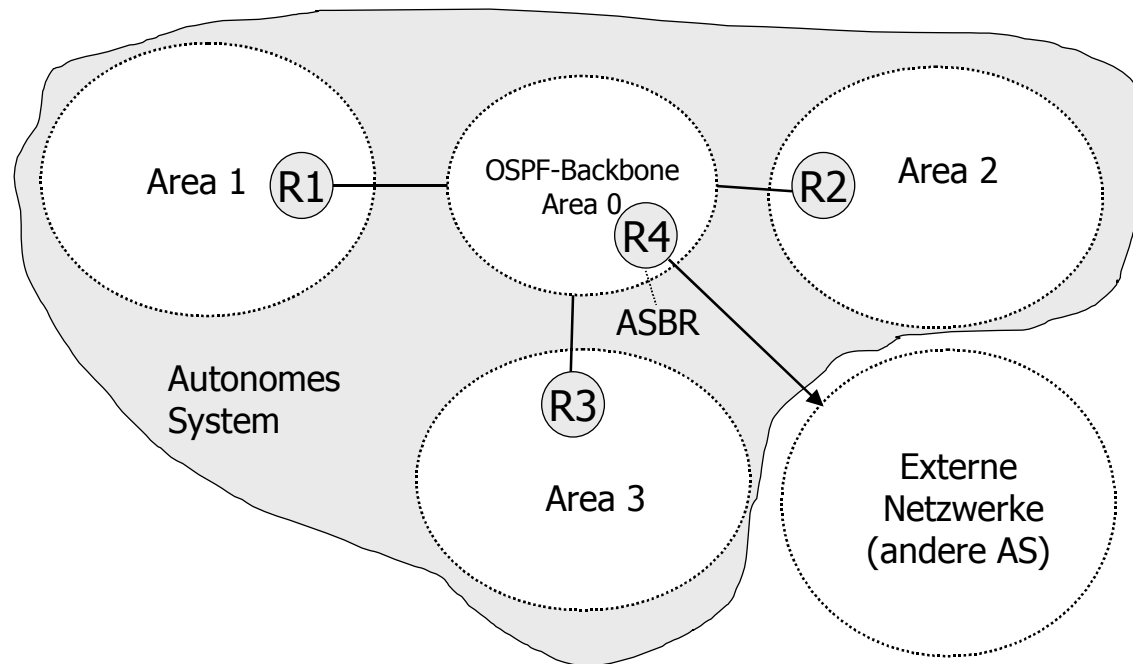 Area 1
R1
OSPF-Backbone
Area 0
R4
R2
Area 2
ASBR
Autonomes
System
R3
Area 3
Externe
Netzwerke
(andere AS)